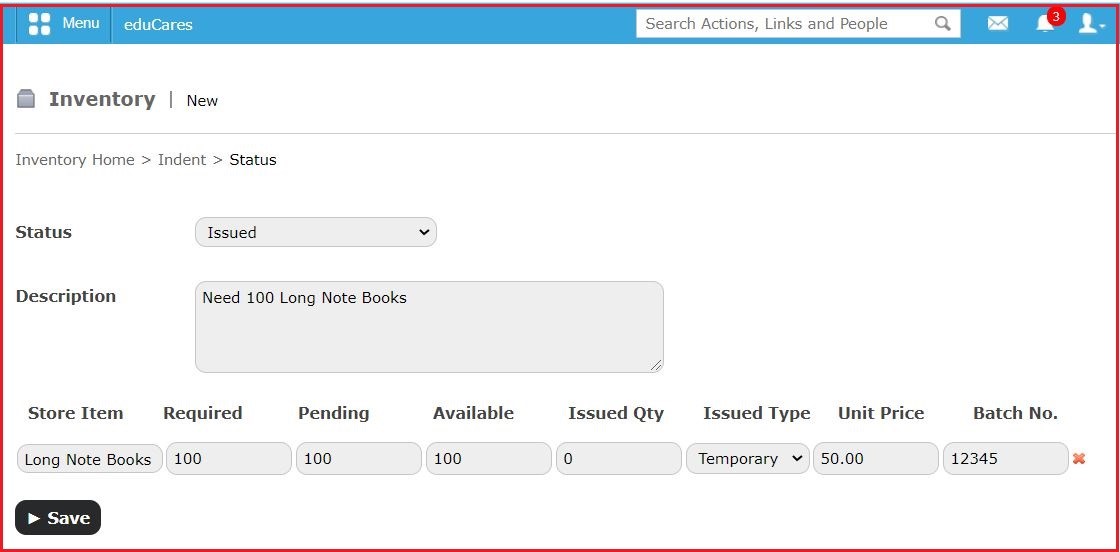 Menu eduCares Search Actions, Links and People 3
Inventory | New
Inventory Home > Indent > Status
Status Issued
Description Need 100 Long Note Books
Store Item Required Pending Available Issued Qty Issued Type Unit Price Batch No.
Long Note Books 100 100 100 0 Temporary 50.00 12345
Save